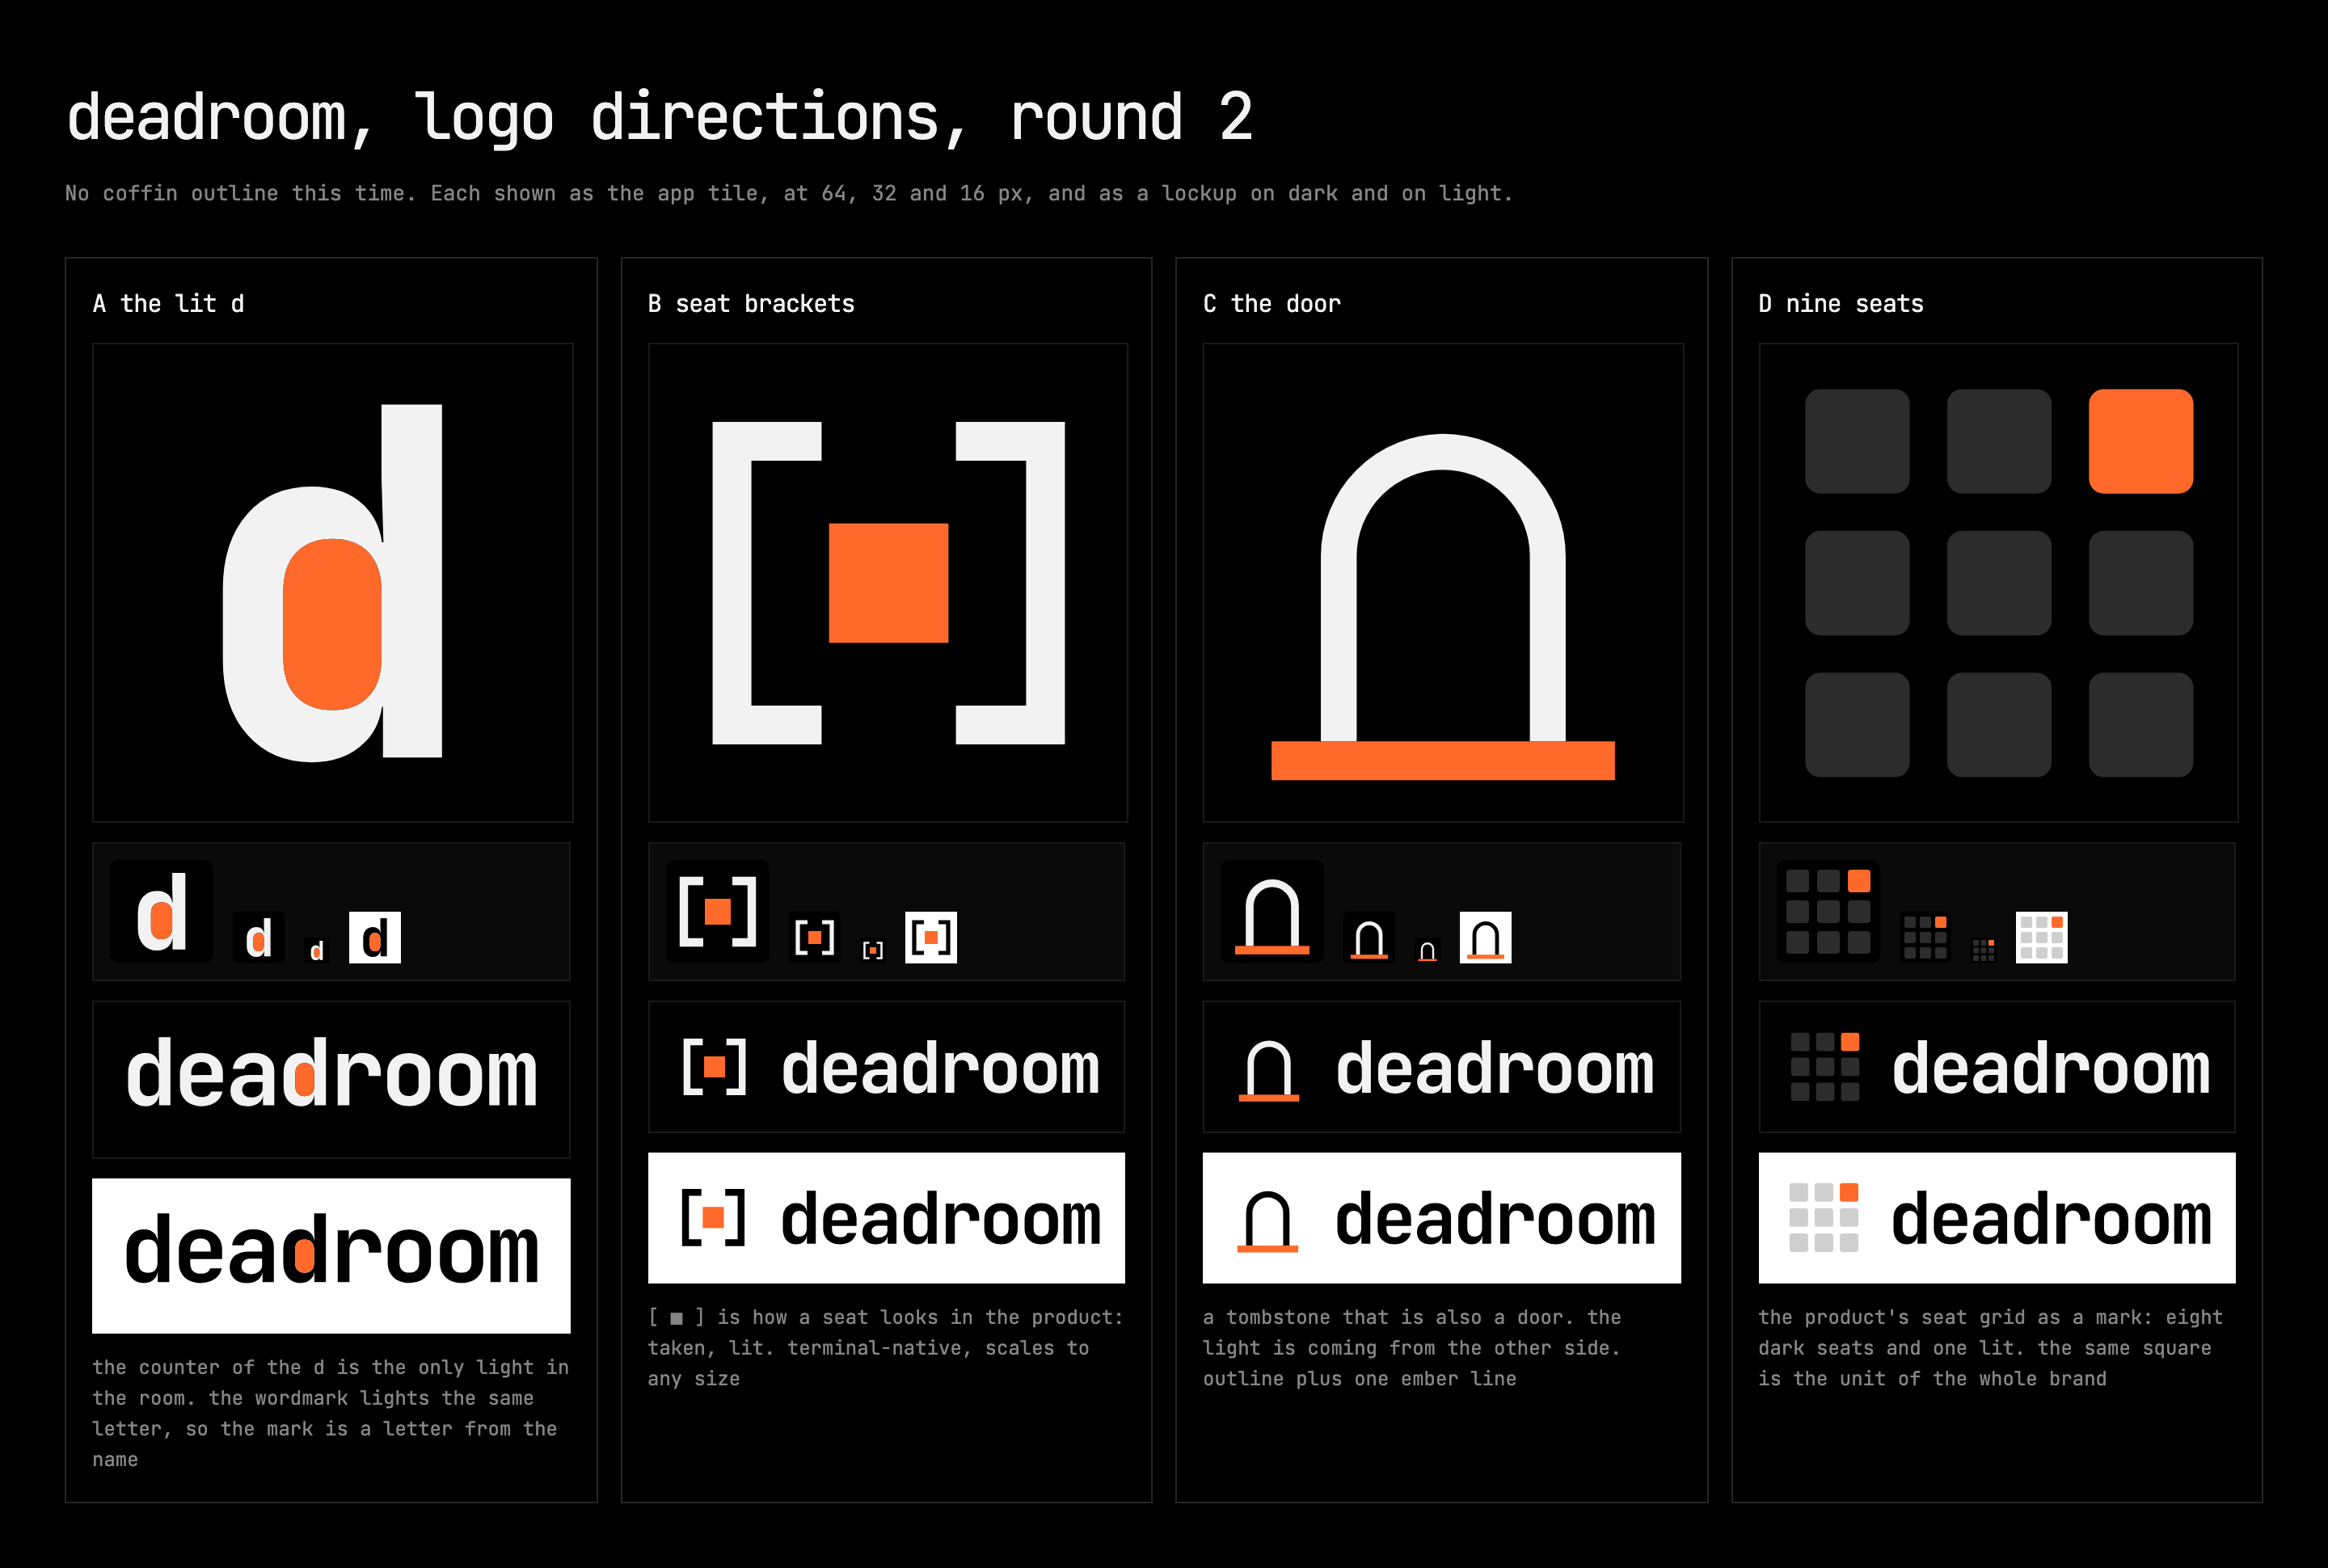 deadroom, logo directions, round 2
No coffin outline this time. Each shown as the app tile, at 64, 32 and 16 px, and as a lockup on dark and on light.
A the lit d
d
d
d
d
d
deadroom
deadroom
the counter of the d is the only light in
the room. the wordmark lights the same
letter, so the mark is a letter from the
name
B seat brackets
[■]
[■]
[■]
[■]
[■]
[■] deadroom
[■] deadroom
[ ■ ] is how a seat looks in the product:
taken, lit. terminal-native, scales to
any size
C the door
deadroom
deadroom
a tombstone that is also a door. the
light is coming from the other side.
outline plus one ember line
D nine seats
deadroom
deadroom
the product's seat grid as a mark: eight
dark seats and one lit. the same square
is the unit of the whole brand